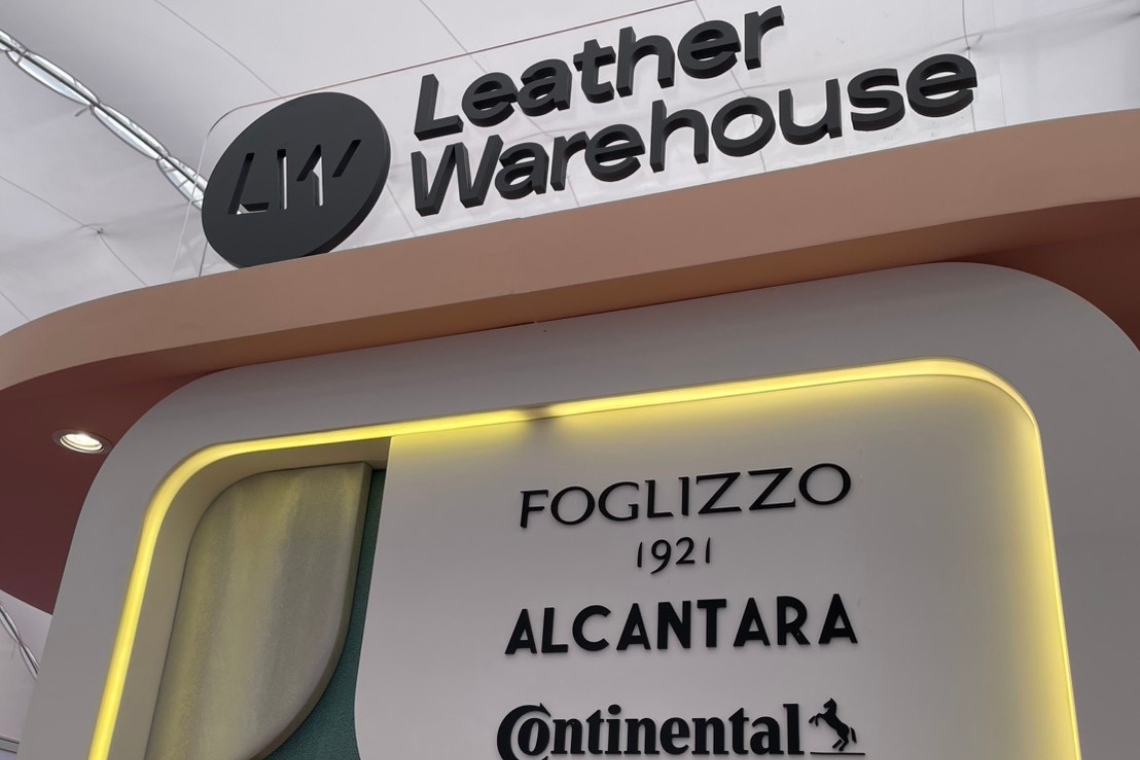 LW
Leather
Warehouse
FOGLIZZO
1921
ALCANTARA
Continental